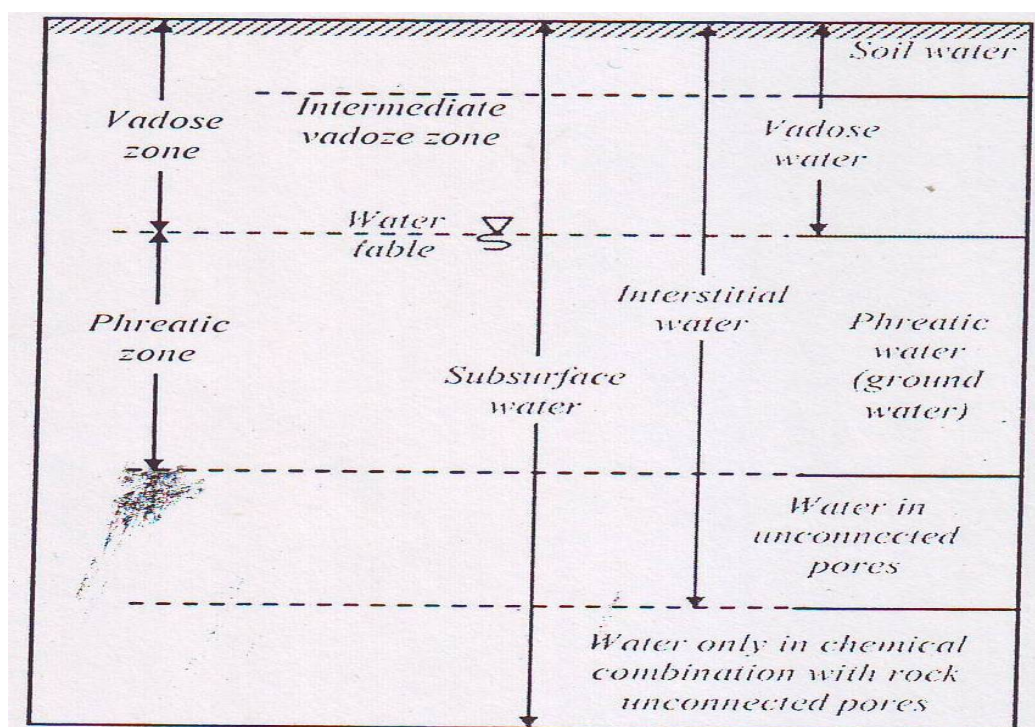 Soil water
Intermediate
vadoze zone
Vadose
zone
Vadose
water
Water
table
Interstitial
water
Phreatic
zone
Phreatic
water
(ground
water)
Subsurface
water
Water in
unconnected
pores
Water only in chemical
combination with rock
unconnected pores